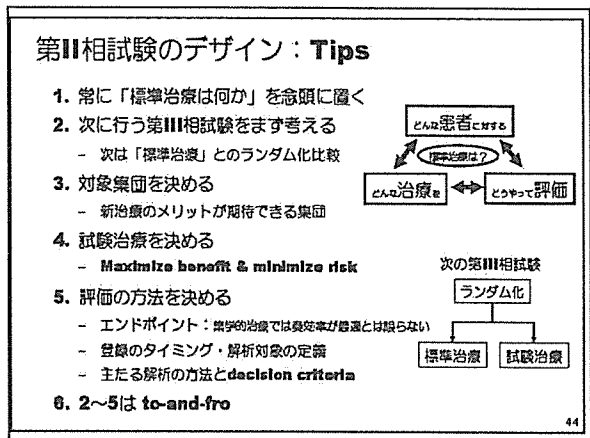 第II相試験のデザイン：Tips
1. 常に「標準治療は何か」を念頭に置く
2. 次に行う第III相試験をまず考える
– 次は「標準治療」とのランダム化比較
3. 対象集団を決める
– 新治療のメリットが期待できる集団
4. 試験治療を決める
– Maximize benefit & minimize risk
5. 評価の方法を決める
– エンドポイント：集学的治療では奏効率が最適とは限らない
– 登録のタイミング・解析対象の定義
– 主たる解析の方法とdecision criteria
6. 2～5は to-and-fro
どんな患者に対する
標準治療は？
どんな治療を
どうやって評価
次の第III相試験
ランダム化
標準治療
試験治療
44